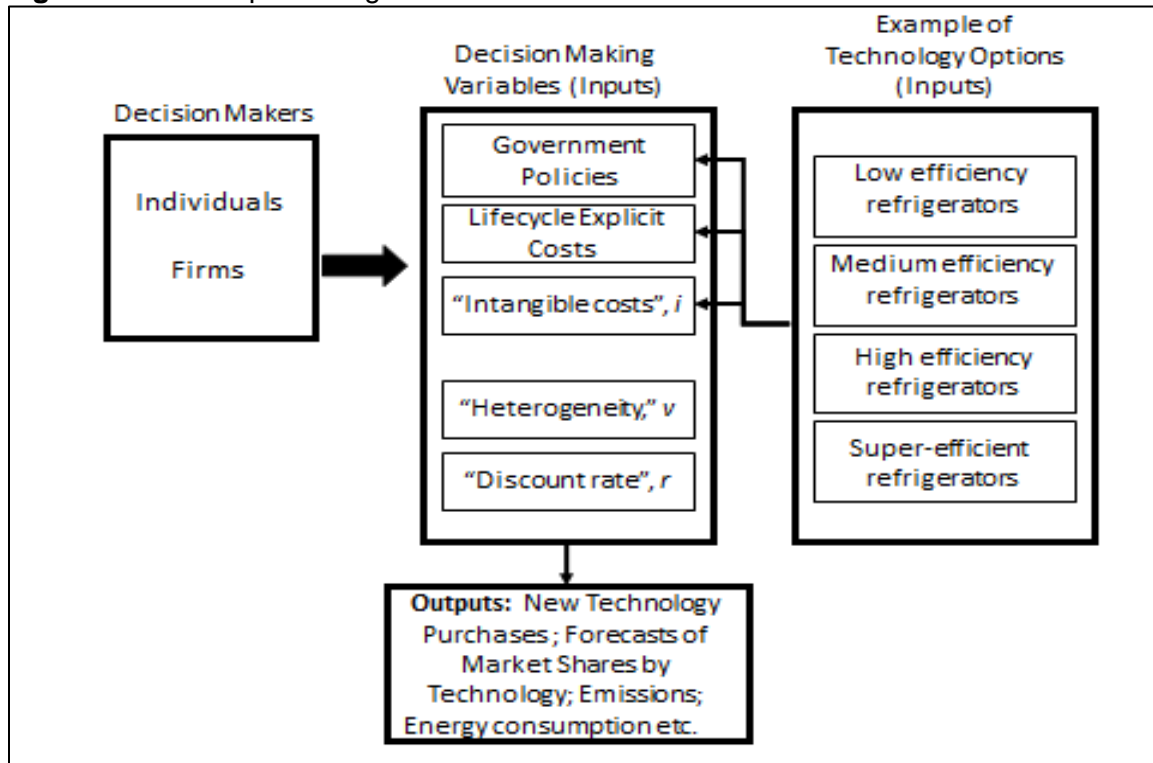 Decision Makers
Individuals
Firms
Decision Making
Variables (Inputs)
Government
Policies
Lifecycle Explicit
Costs
“Intangible costs”, i
“Heterogeneity,” v
“Discount rate”, r
Example of
Technology Options
(Inputs)
Low efficiency
refrigerators
Medium efficiency
refrigerators
High efficiency
refrigerators
Super-efficient
refrigerators
Outputs: New Technology
Purchases; Forecasts of
Market Shares by
Technology; Emissions;
Energy consumption etc.